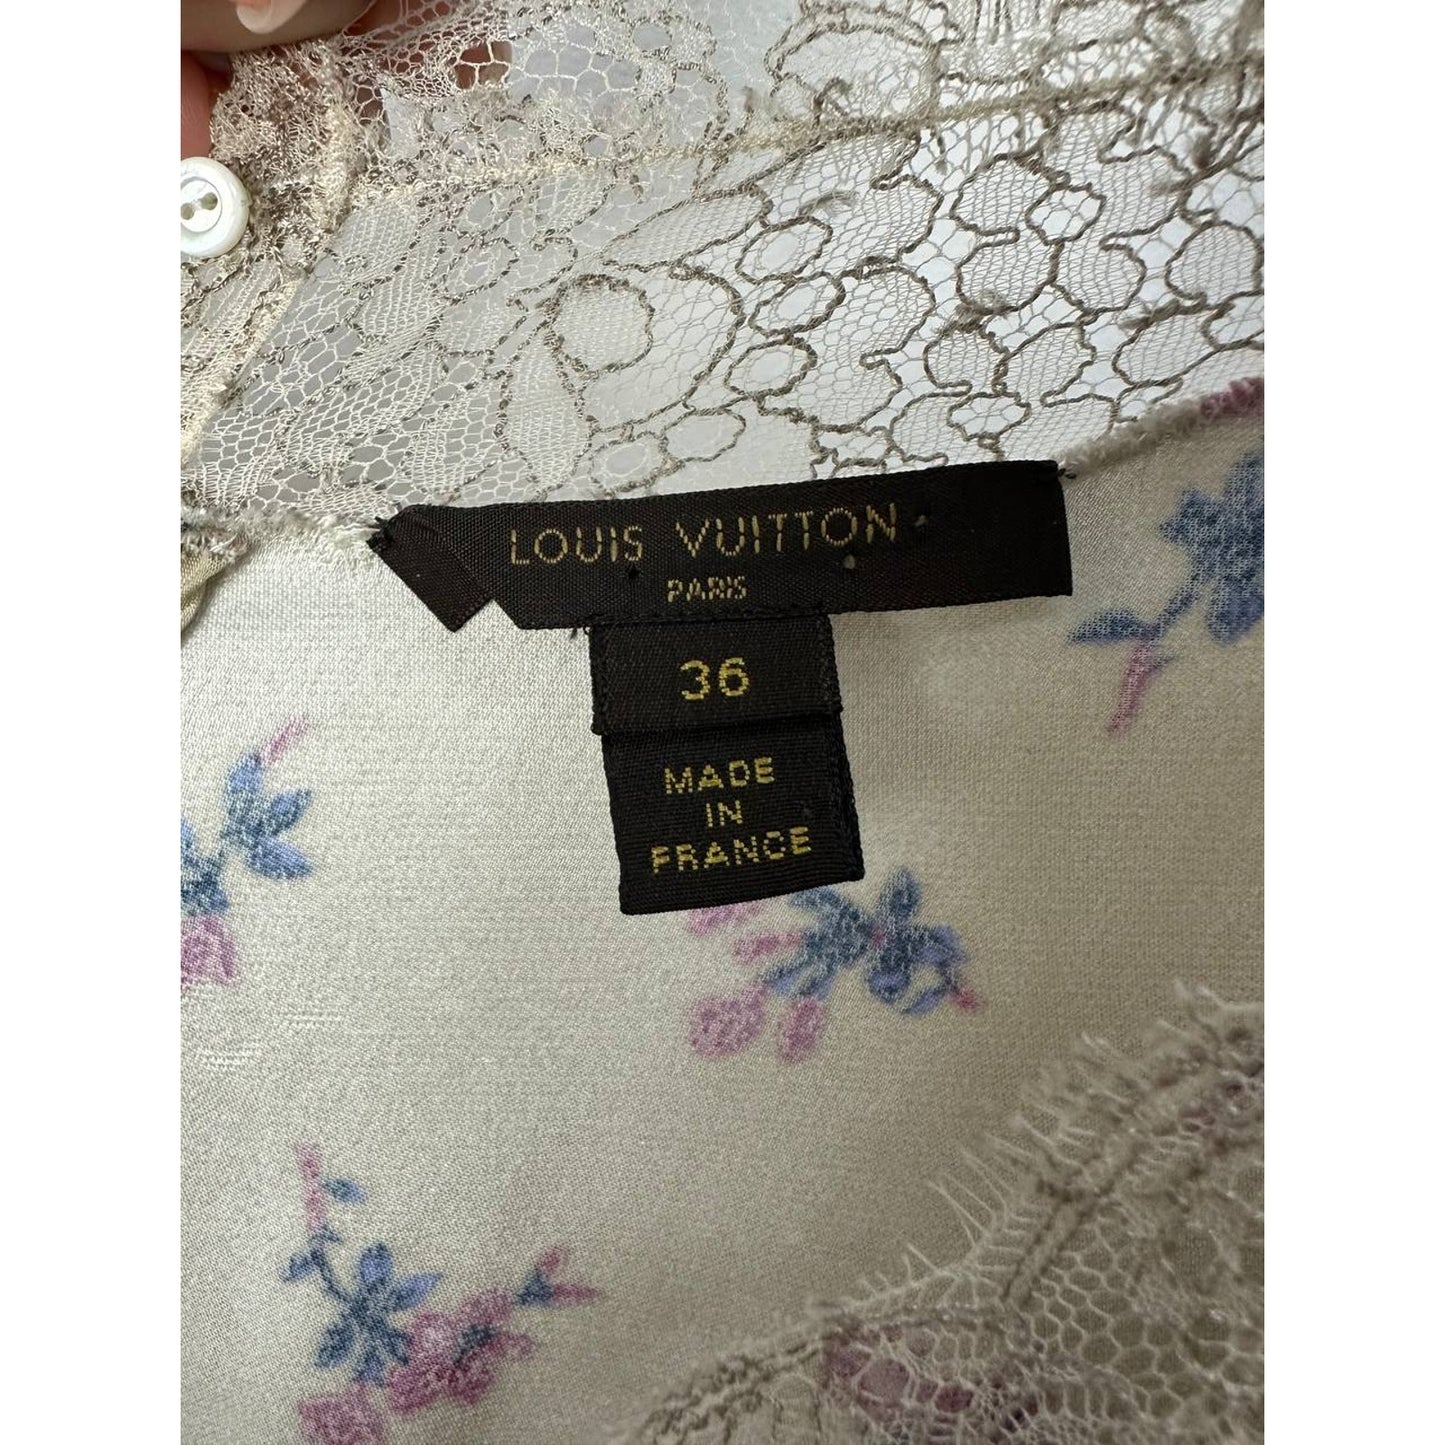 LOUIS VUITTON
PARIS
36
MADE
IN
FRANCE